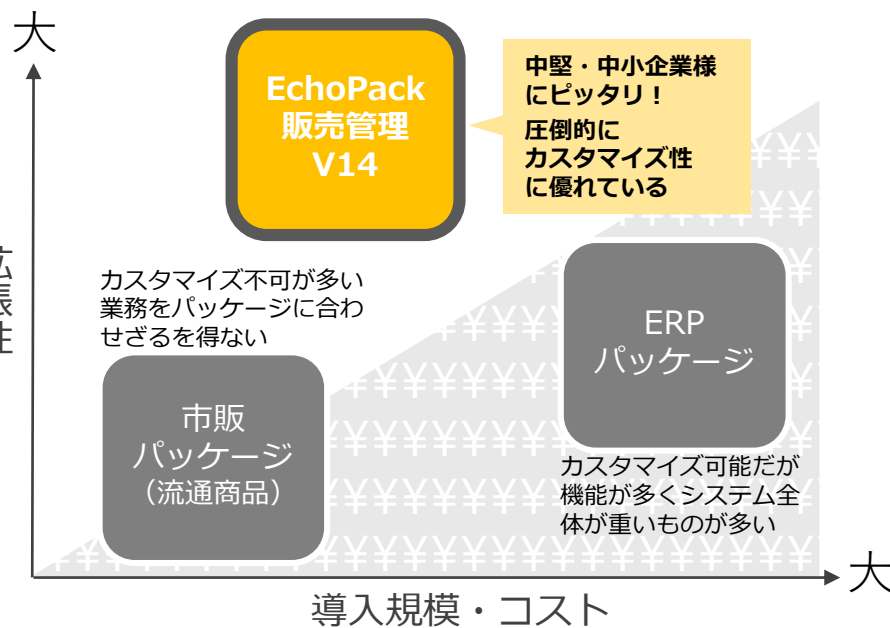 大
EchoPack
販売管理
V14
中堅・中小企業様
にピッタリ！
圧倒的に
カスタマイズ性
に優れている
拡張性
カスタマイズ不可が多い
業務をパッケージに合わ
せざるを得ない
ERP
パッケージ
市販
パッケージ
（流通商品）
カスタマイズ可能だが
機能が多くシステム全
体が重いものが多い
大
導入規模・コスト